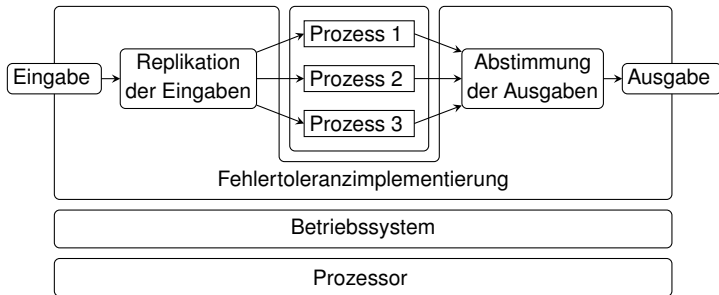 Eingabe
Replikation
der Eingaben
Prozess 1
Prozess 2
Prozess 3
Abstimmung
der Ausgaben
Ausgabe
Fehlertoleranzimplementierung
Betriebssystem
Prozessor